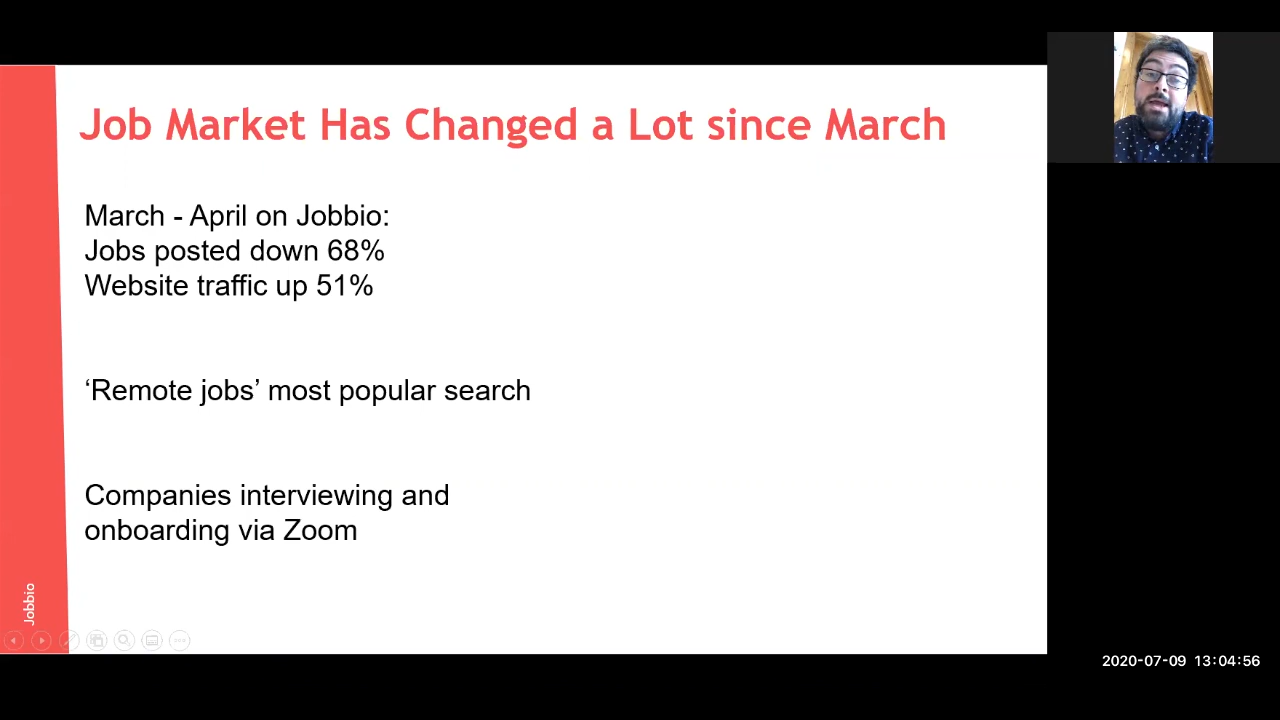 Job Market Has Changed a Lot since March
March - April on Jobbio:
Jobs posted down 68%
Website traffic up 51%
‘Remote jobs’ most popular search
Companies interviewing and
onboarding via Zoom
Jobbio
2020-07-09 13:04:56